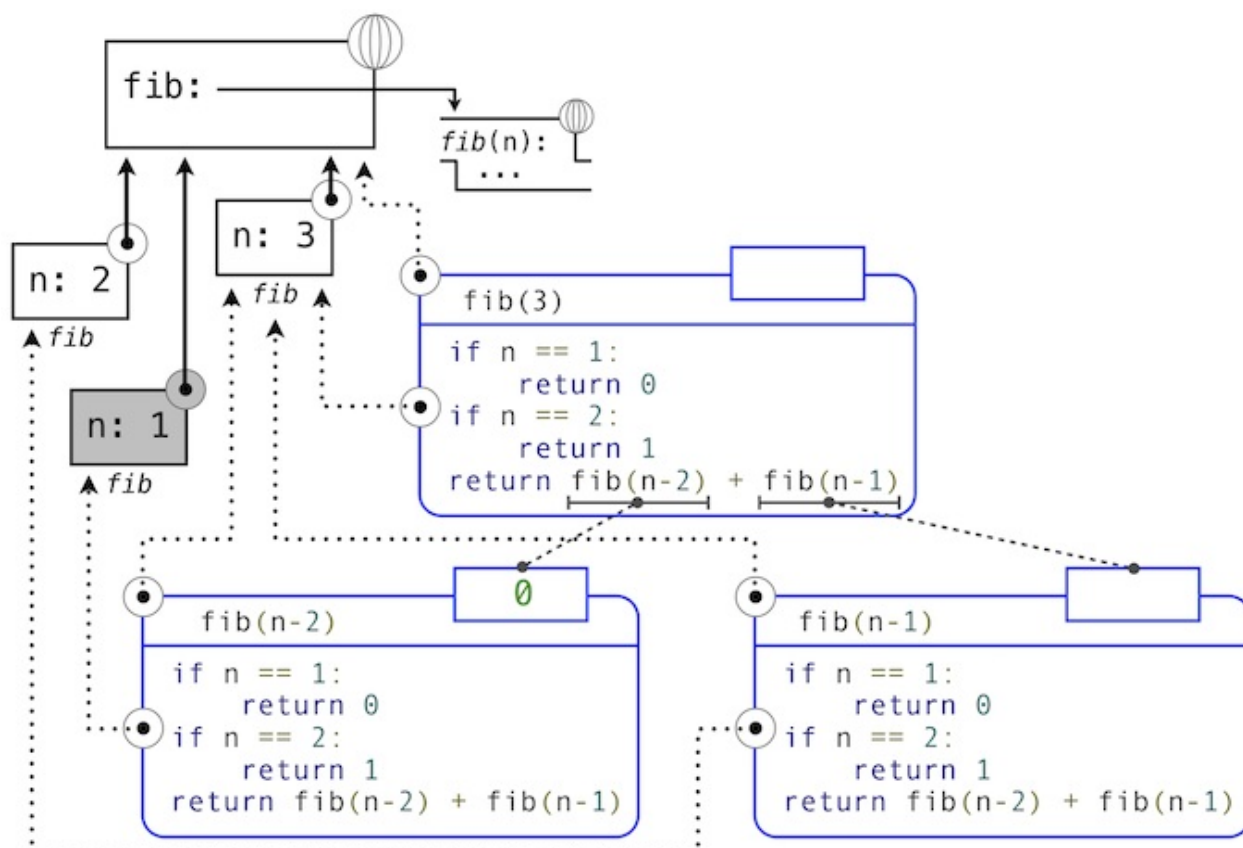 fib:
fib(n):
...
n: 3
fib
n: 2
fib
n: 1
fib
fib(3)
if n == 1:
return 0
if n == 2:
return 1
return fib(n-2) + fib(n-1)
0
fib(n-2)
if n == 1:
return 0
if n == 2:
return 1
return fib(n-2) + fib(n-1)
fib(n-1)
if n == 1:
return 0
if n == 2:
return 1
return fib(n-2) + fib(n-1)